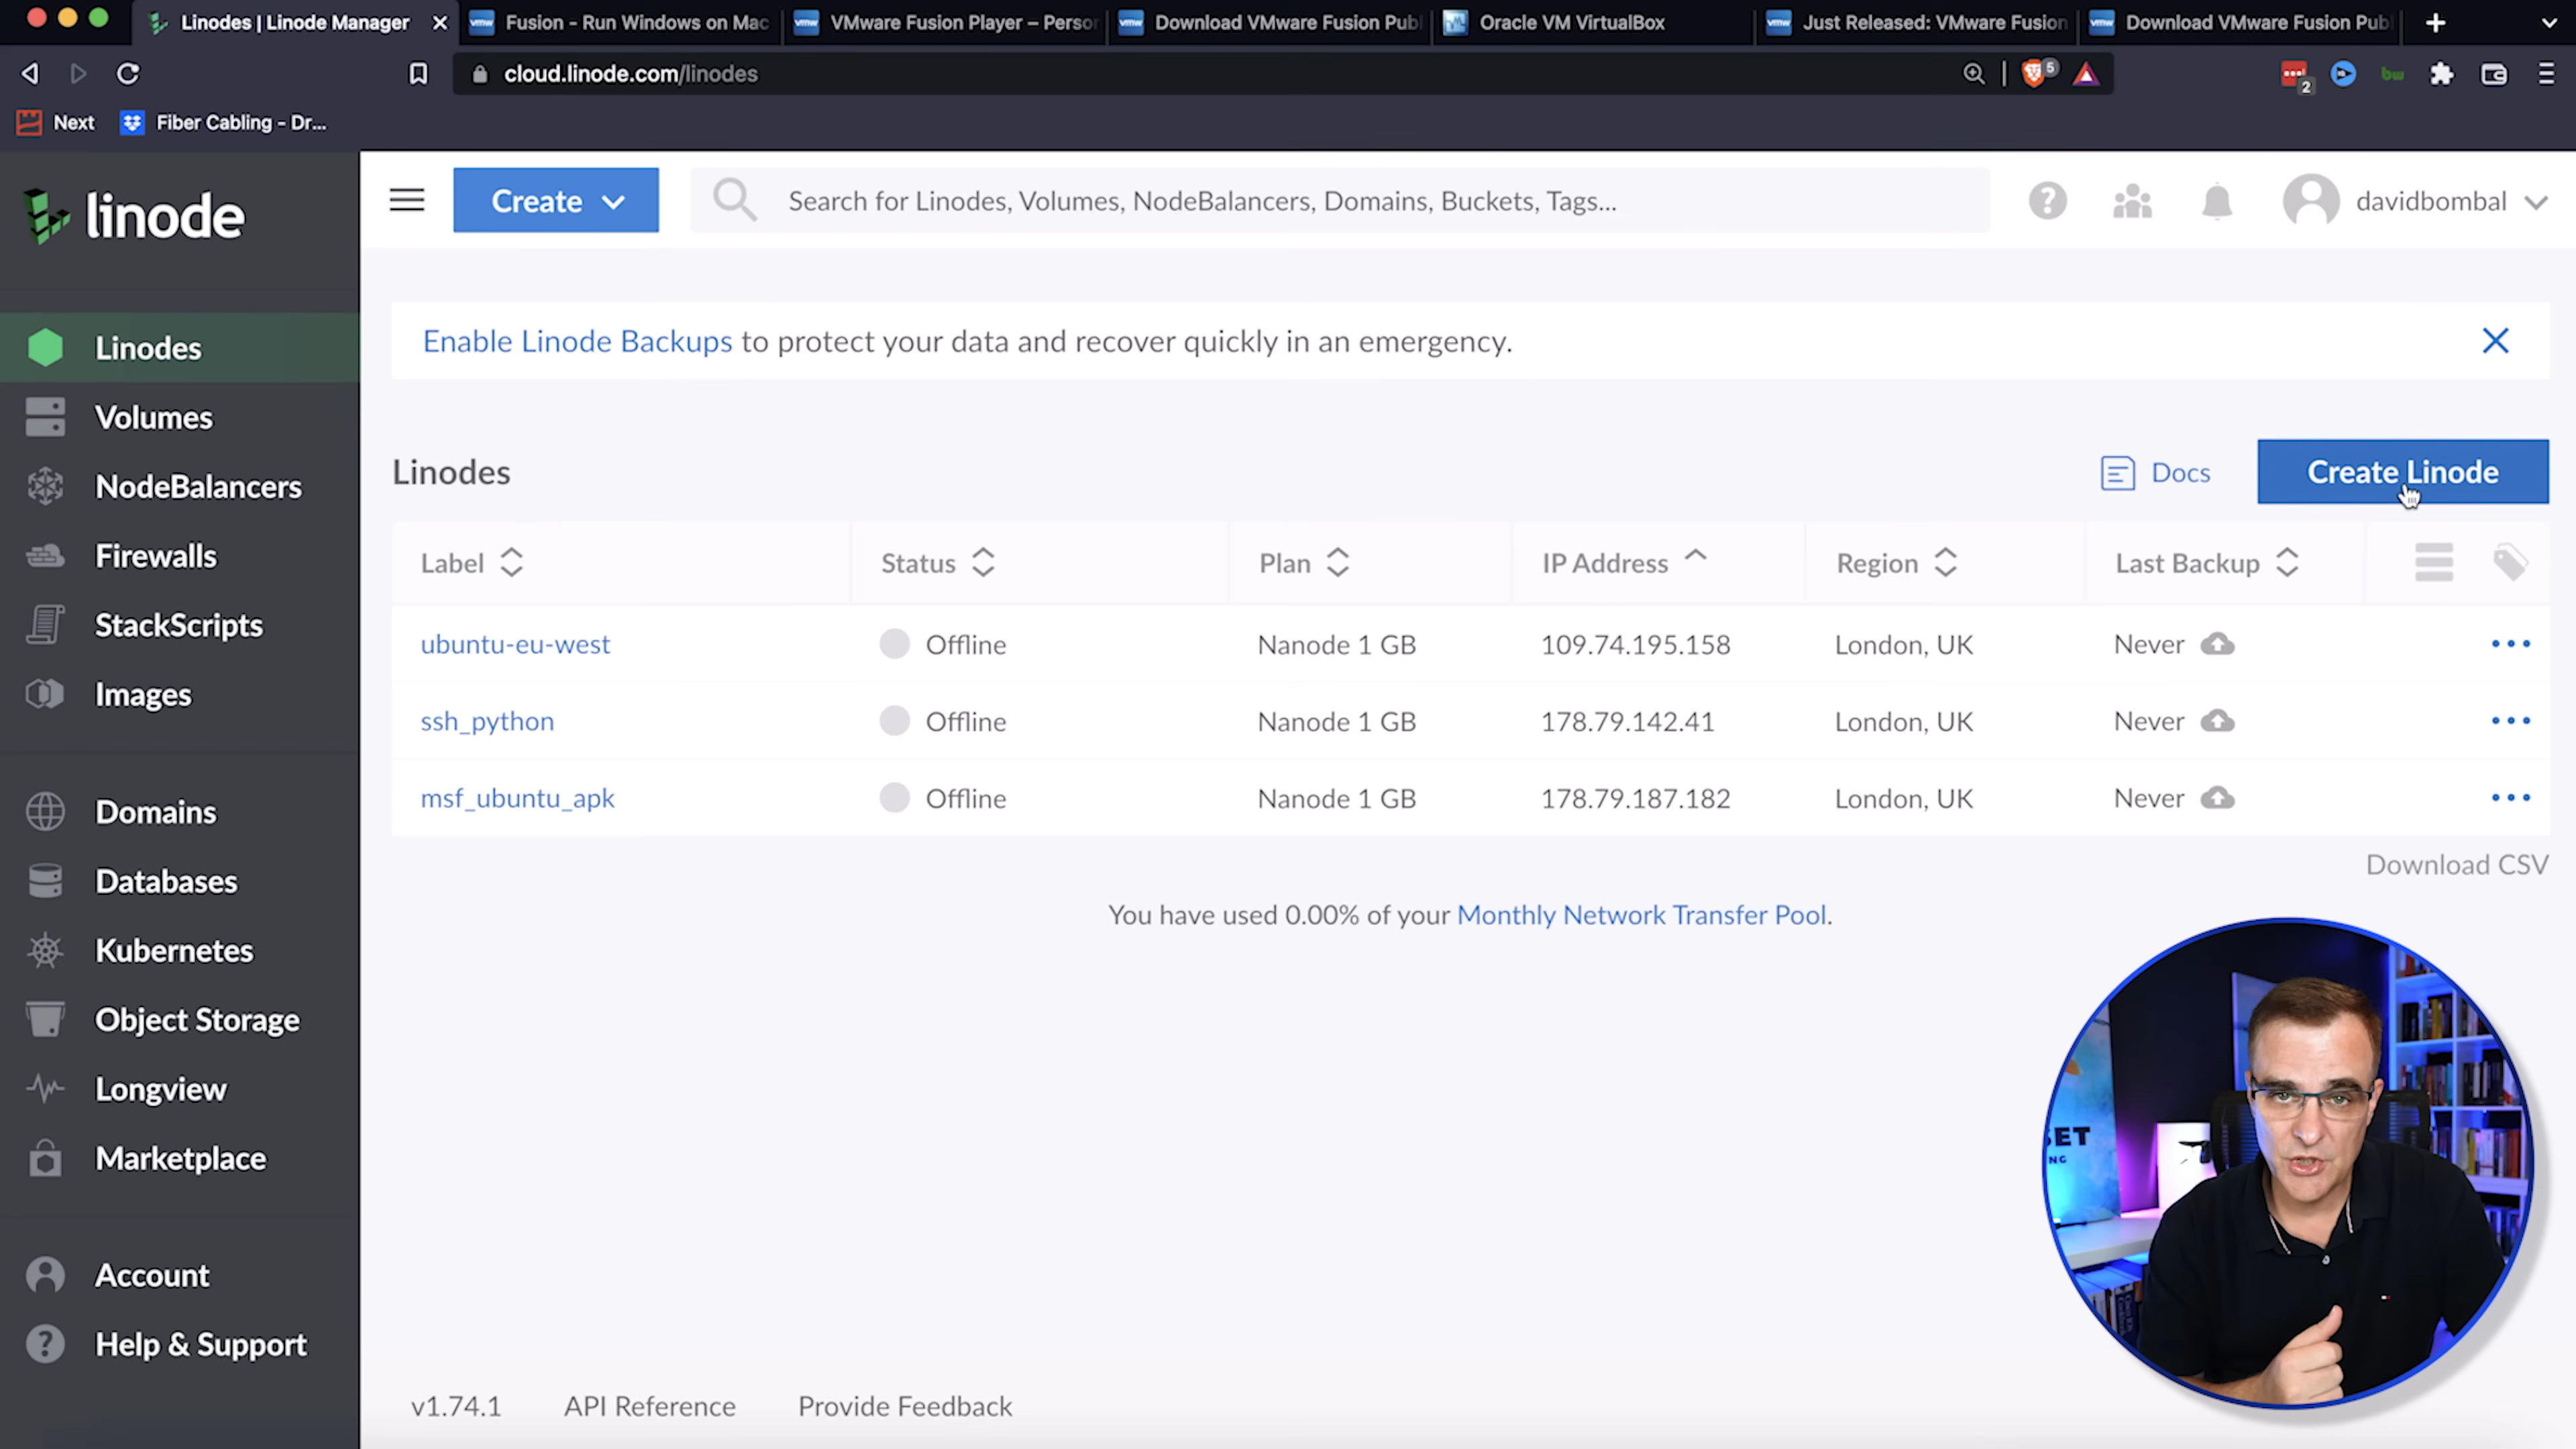 Linodes | Linode Manager
Fusion - Run Windows on Mac
VMware Fusion Player – Person
Download VMware Fusion Publ
Oracle VM VirtualBox
Just Released: VMware Fusion
Download VMware Fusion Publ
cloud.linode.com/linodes
5
2
bw
Next
Fiber Cabling - Dr...
linode
Create
Search for Linodes, Volumes, NodeBalancers, Domains, Buckets, Tags...
davidbombal
Linodes
Volumes
NodeBalancers
Firewalls
StackScripts
Images
Domains
Databases
Kubernetes
Object Storage
Longview
Marketplace
Account
Help & Support
Enable Linode Backups to protect your data and recover quickly in an emergency.
Linodes
Docs
Create Linode
Label Status Plan IP Address Region Last Backup
ubuntu-eu-west Offline Nanode 1 GB 109.74.195.158 London, UK Never
ssh_python Offline Nanode 1 GB 178.79.142.41 London, UK Never
msf_ubuntu_apk Offline Nanode 1 GB 178.79.187.182 London, UK Never
Download CSV
You have used 0.00% of your Monthly Network Transfer Pool.
v1.74.1
API Reference
Provide Feedback